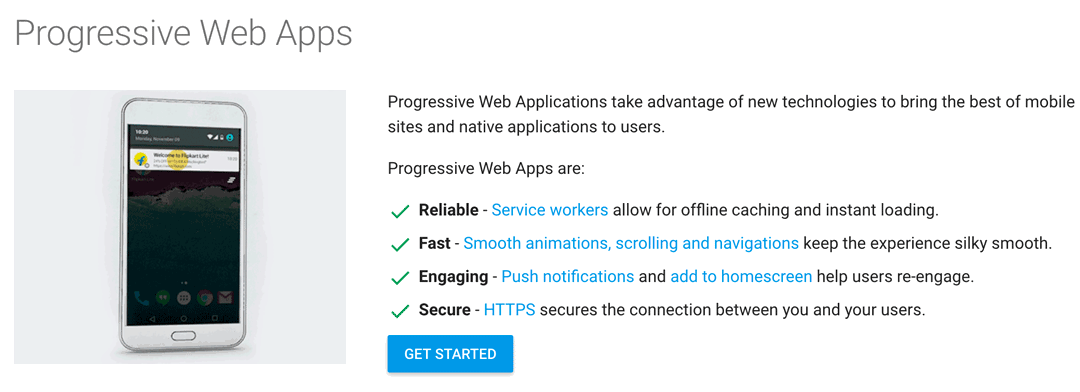 Progressive Web Apps
10:20
Monday, November 09
Welcome to Flipkart Lite!
10:20
Progressive Web Applications take advantage of new technologies to bring the best of mobile
sites and native applications to users.
Progressive Web Apps are:
Reliable - Service workers allow for offline caching and instant loading.
Fast - Smooth animations, scrolling and navigations keep the experience silky smooth.
Engaging - Push notifications and add to homescreen help users re-engage.
Secure - HTTPS secures the connection between you and your users.
GET STARTED